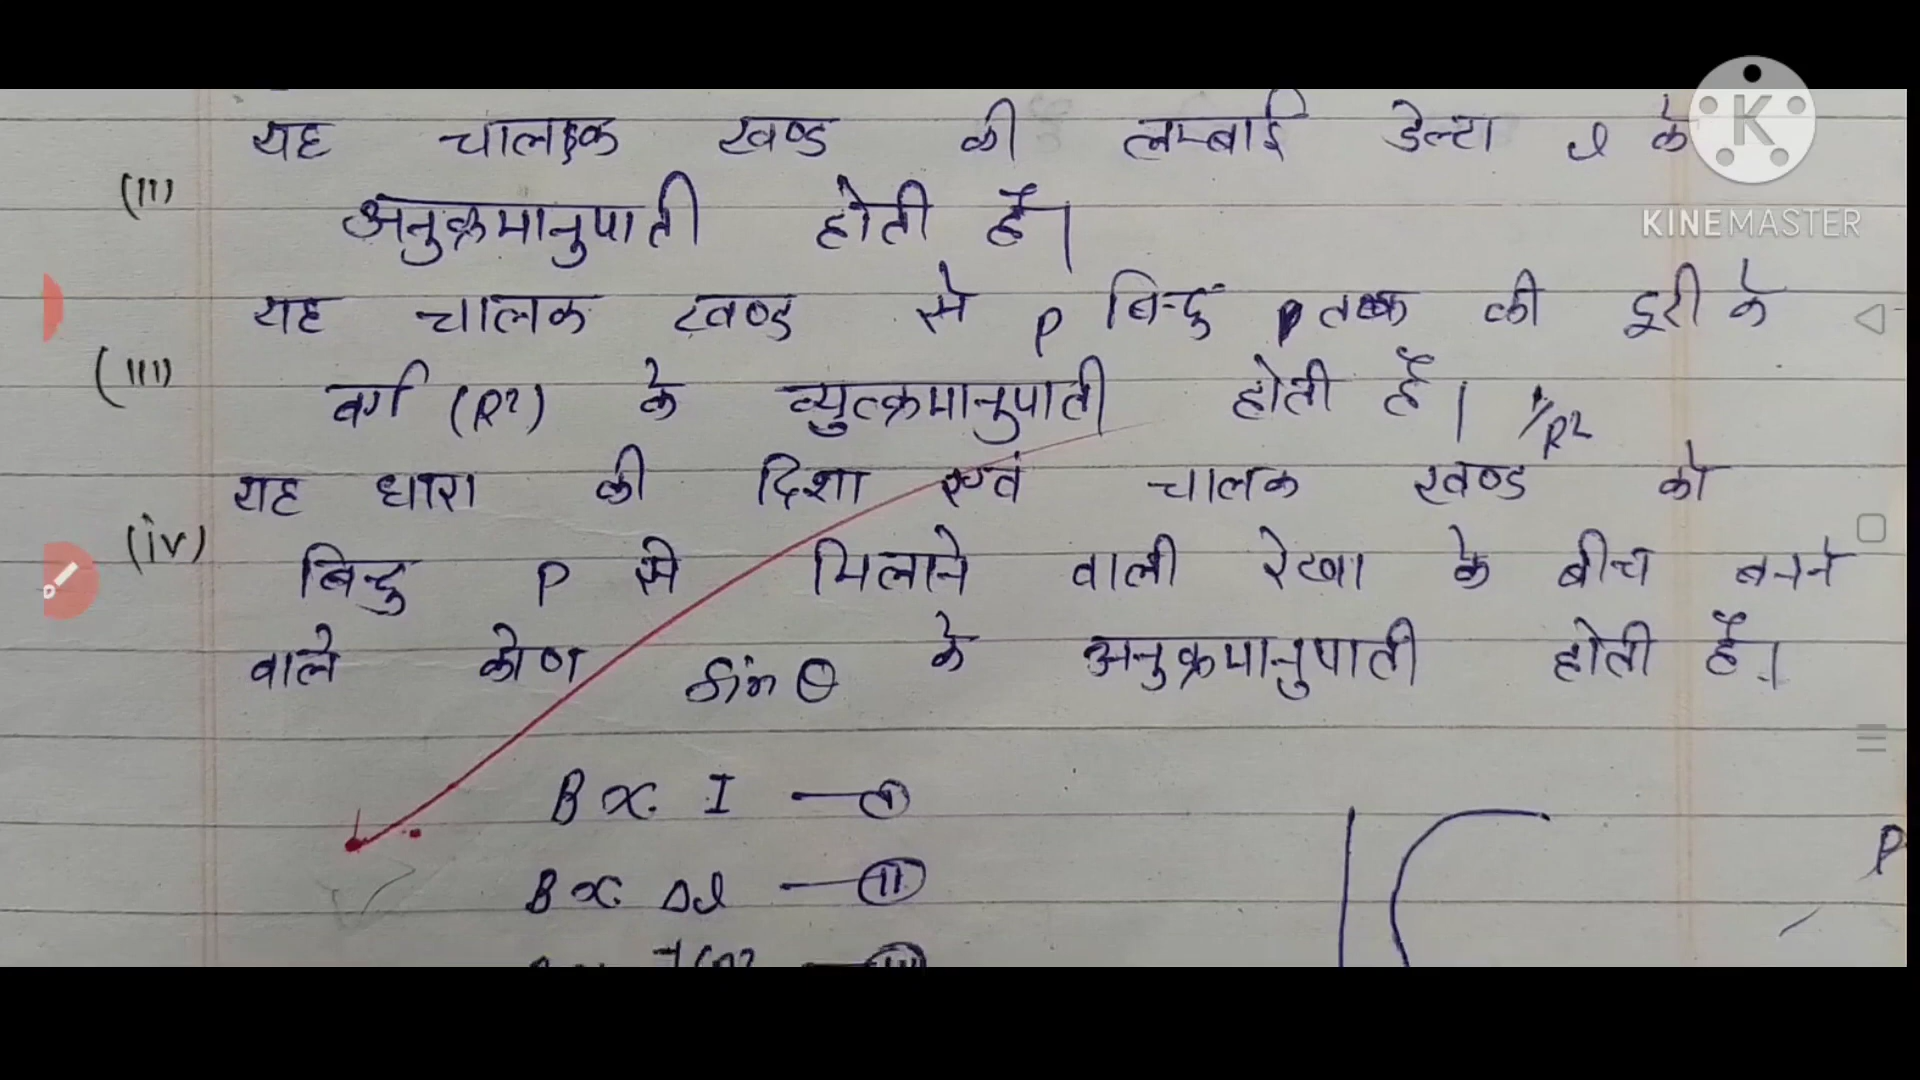 यह चालक खण्ड की लम्बाई डेल्टा l के
(II)
अनुक्रमानुपाती होती है।
यह चालक खण्ड से P बिन्दु तक की दूरी के
(III)
वर्ग (R2) के व्युत्क्रमानुपाती होती है। 1/R2
यह धारा की दिशा एवं चालक खण्ड को
(iv)
बिन्दु P से मिलाने वाली रेखा के बीच बनने
वाले कोण sin θ के अनुक्रमानुपाती होती है।
B ∝ I — (i)
B ∝ Δl — (II)
P
K
KINEMASTER